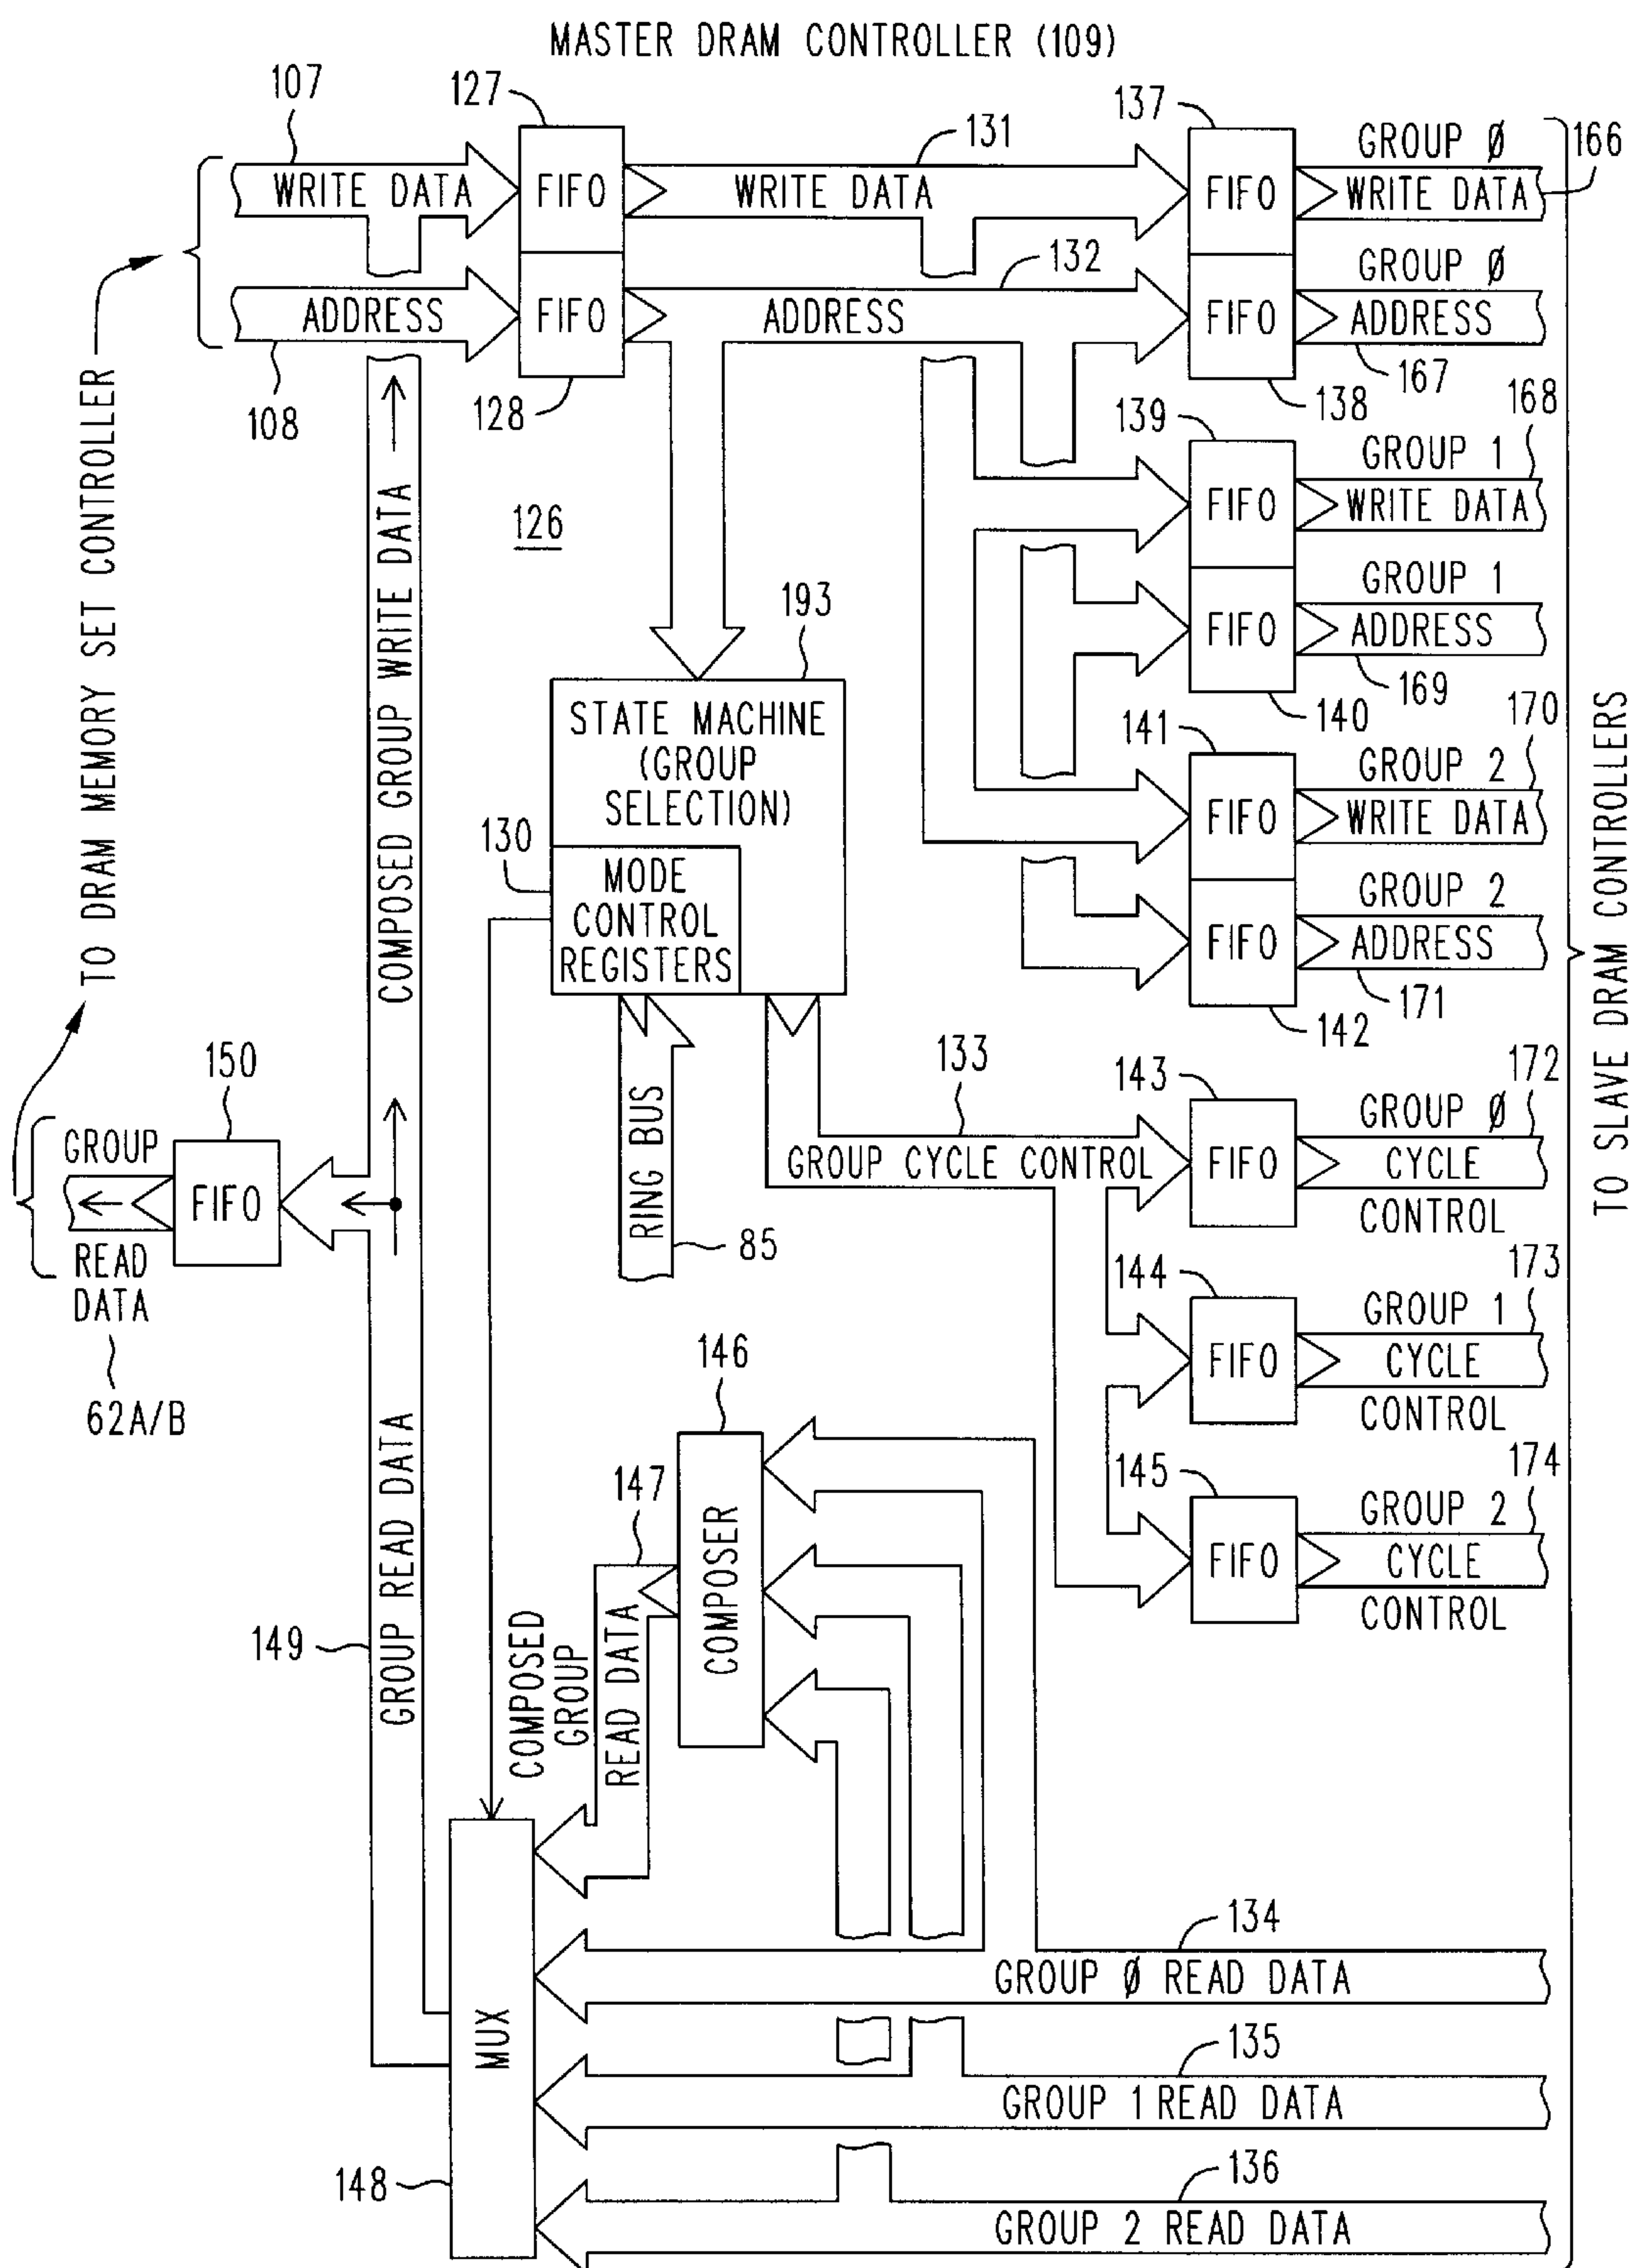 MASTER DRAM CONTROLLER (109)
107
127
131
137
GROUP Ø
166
WRITE DATA
FIFO
WRITE DATA
FIFO
WRITE DATA
132
GROUP Ø
ADDRESS
FIFO
ADDRESS
FIFO
ADDRESS
108
128
138
167
168
139
GROUP 1
FIFO
WRITE DATA
126
GROUP 1
FIFO
ADDRESS
193
140
169
170
141
GROUP 2
FIFO
WRITE DATA
STATE MACHINE
(GROUP
SELECTION)
130
MODE
CONTROL
REGISTERS
GROUP 2
FIFO
ADDRESS
142
171
TO DRAM MEMORY SET CONTROLLER
COMPOSED GROUP WRITE DATA
TO SLAVE DRAM CONTROLLERS
150
133
143
172
GROUP
FIFO
READ
DATA
62A/B
RING BUS
85
GROUP CYCLE CONTROL
FIFO
GROUP Ø
CYCLE
CONTROL
144
173
GROUP 1
FIFO
CYCLE
CONTROL
145
174
GROUP 2
FIFO
CYCLE
CONTROL
146
147
COMPOSER
149
GROUP READ DATA
COMPOSED
GROUP
READ DATA
134
GROUP Ø READ DATA
MUX
135
GROUP 1 READ DATA
148
136
GROUP 2 READ DATA